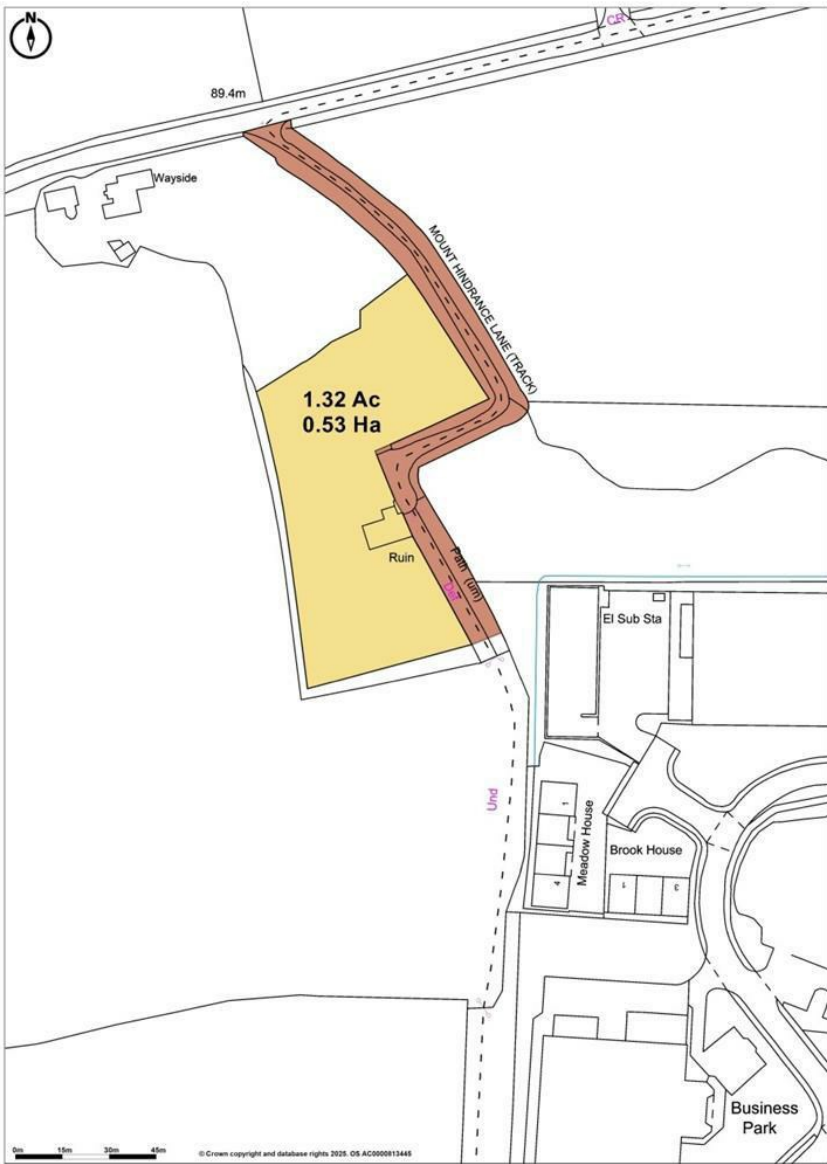 N
CR
89.4m
Wayside
MOUNT HINDRANCE LANE (TRACK)
1.32 Ac
0.53 Ha
Ruin
Path (um)
Def
El Sub Sta
Und
1
Meadow House
4
Brook House
1
3
Business
Park
0m 15m 30m 45m
© Crown copyright and database rights 2025. OS AC0000813445